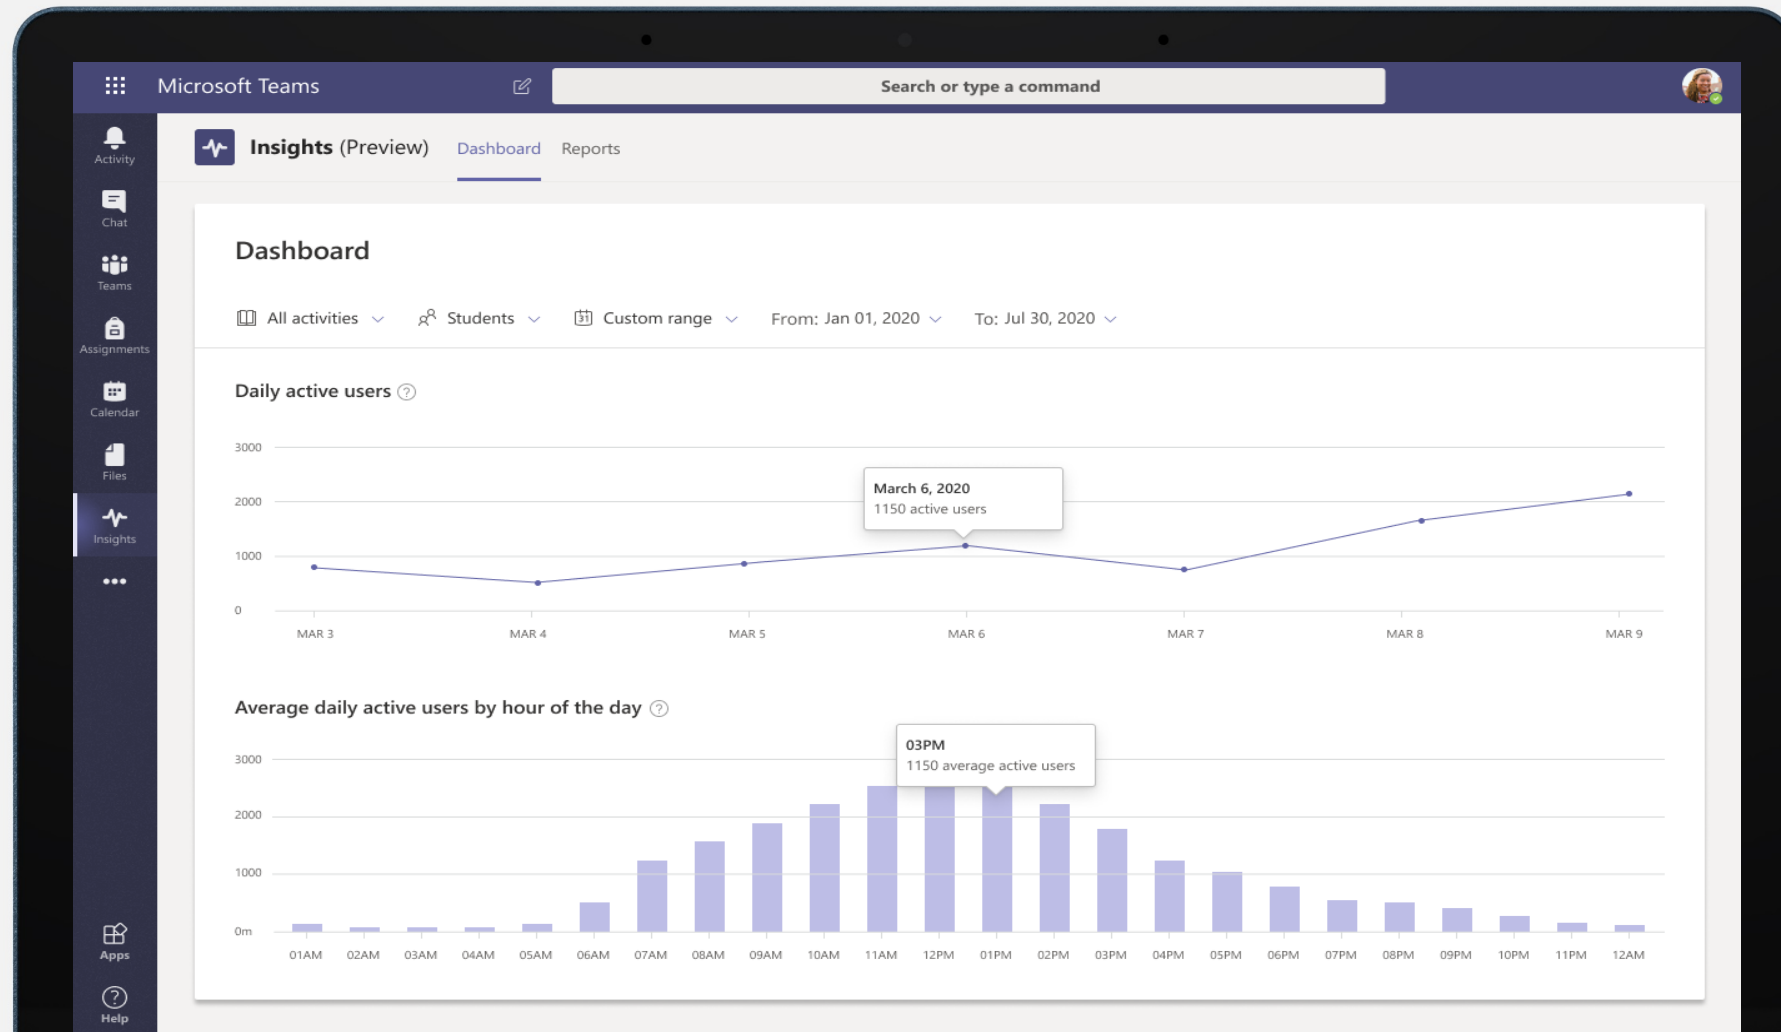 Microsoft Teams
Search or type a command
Activity
Chat
Teams
Assignments
Calendar
Files
Insights
Apps
Help
Insights (Preview) Dashboard Reports
Dashboard
All activities Students 31 Custom range From: Jan 01, 2020 To: Jul 30, 2020
Daily active users ?
3000
2000
1000
0
March 6, 2020
1150 active users
MAR 3 MAR 4 MAR 5 MAR 6 MAR 7 MAR 8 MAR 9
Average daily active users by hour of the day ?
3000
2000
1000
0m
03PM
1150 average active users
01AM 02AM 03AM 04AM 05AM 06AM 07AM 08AM 09AM 10AM 11AM 12PM 01PM 02PM 03PM 04PM 05PM 06PM 07PM 08PM 09PM 10PM 11PM 12AM